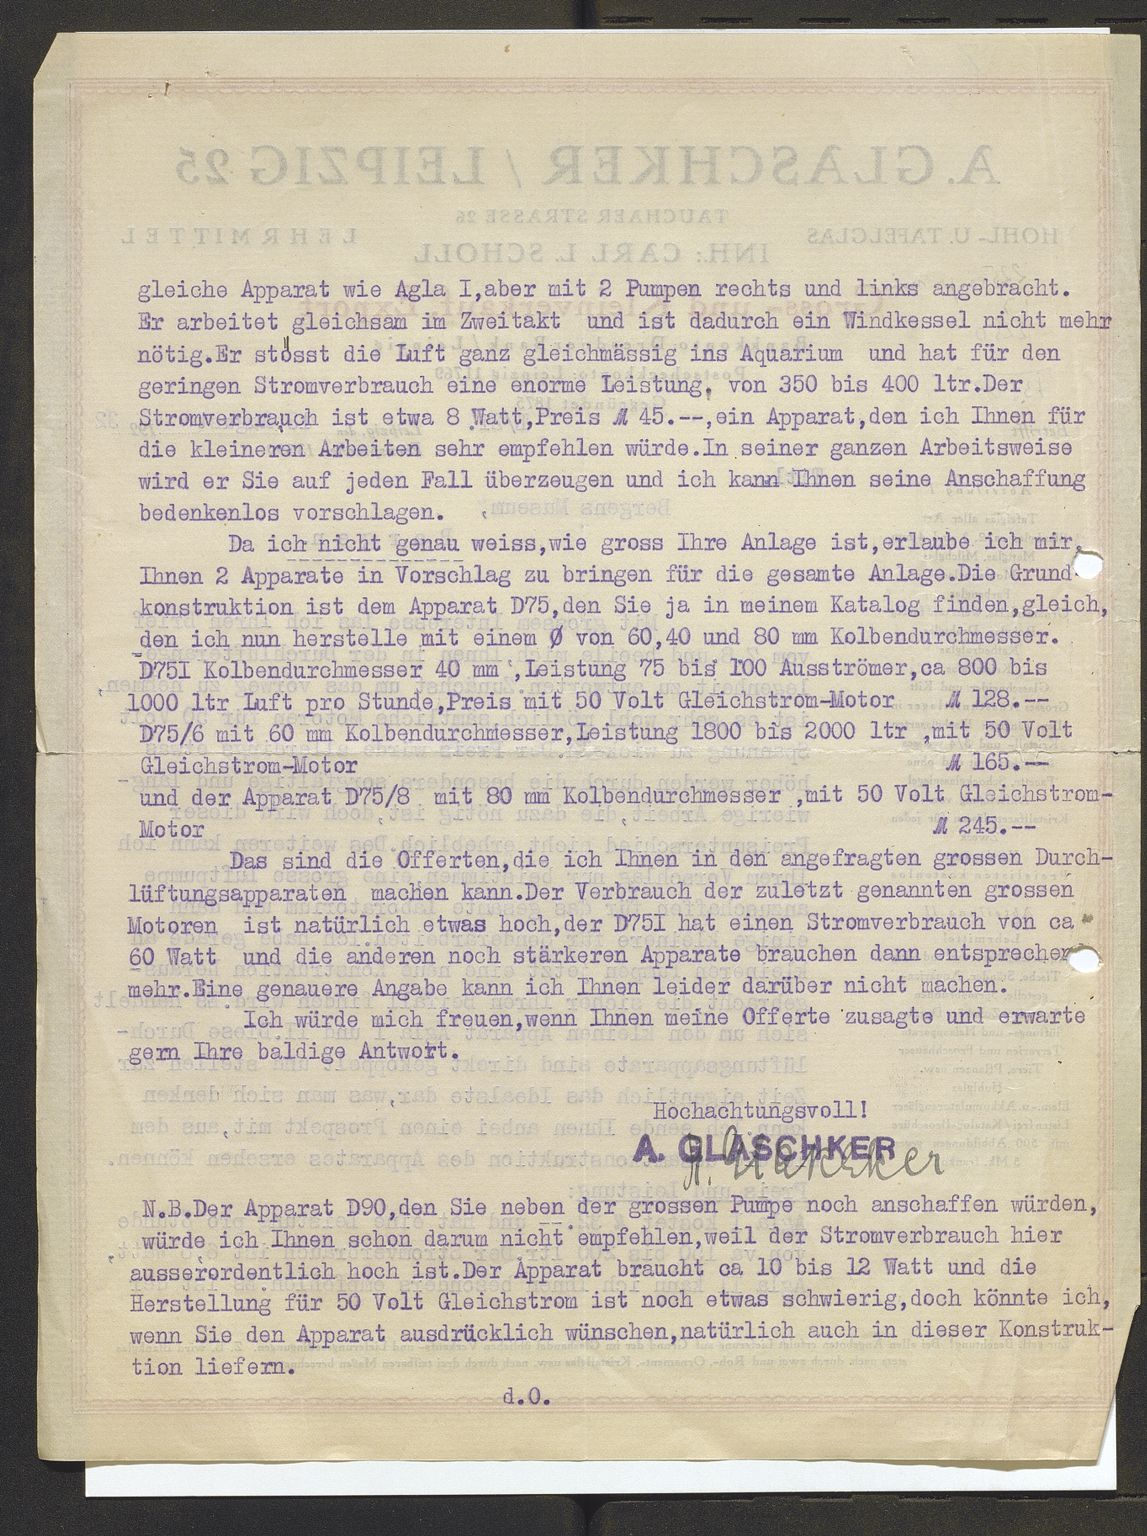 gleiche Apparat wie Agla I,aber mit 2 Pumpen rechts und links angebracht.
Er arbeitet gleichsam im Zweitakt und ist dadurch ein Windkessel nicht mehr
nötig.Er stösst die Luft ganz gleichmässig ins Aquarium und hat für den
geringen Stromverbrauch eine enorme Leistung, von 350 bis 400 ltr.Der
Stromverbrauch ist etwa 8 Watt,Preis ℳ 45.--,ein Apparat,den ich Ihnen für
die kleineren Arbeiten sehr empfehlen würde.In seiner ganzen Arbeitsweise
wird er Sie auf jeden Fall überzeugen und ich kann Ihnen seine Anschaffung
bedenkenlos vorschlagen.
Da ich nicht genau weiss,wie gross Ihre Anlage ist,erlaube ich mir,
Ihnen 2 Apparate in Vorschlag zu bringen für die gesamte Anlage.Die Grund-
konstruktion ist dem Apparat D75,den Sie ja in meinem Katalog finden,gleich,
den ich nun herstelle mit einem Ø von 60,40 und 80 mm Kolbendurchmesser.
D75I Kolbendurchmesser 40 mm ,Leistung 75 bis 100 Ausströmer,ca 800 bis
1000 ltr Luft pro Stunde,Preis mit 50 Volt Gleichstrom-Motor ℳ 128.--
D75/6 mit 60 mm Kolbendurchmesser,Leistung 1800 bis 2000 ltr ,mit 50 Volt
Gleichstrom-Motor ℳ 165.--
und der Apparat D75/8 mit 80 mm Kolbendurchmesser ,mit 50 Volt Gleichstrom-
Motor ℳ 245.--
Das sind die Offerten,die ich Ihnen in den angefragten grossen Durch-
lüftungsapparaten machen kann.Der Verbrauch der zuletzt genannten grossen
Motoren ist natürlich etwas hoch,der D75I hat einen Stromverbrauch von ca
60 Watt und die anderen noch stärkeren Apparate brauchen dann entsprechen
mehr.Eine genauere Angabe kann ich Ihnen leider darüber nicht machen.
Ich würde mich freuen,wenn Ihnen meine Offerte zusagte und erwarte
gern Ihre baldige Antwort.
Hochachtungsvoll!
A. GLASCHKER
A. Glaschker
N.B.Der Apparat D90,den Sie neben der grossen Pumpe noch anschaffen würden,
würde ich Ihnen schon darum nicht empfehlen,weil der Stromverbrauch hier
ausserordentlich hoch ist.Der Apparat braucht ca 10 bis 12 Watt und die
Herstellung für 50 Volt Gleichstrom ist noch etwas schwierig,doch könnte ich,
wenn Sie den Apparat ausdrücklich wünschen,natürlich auch in dieser Konstruk-
tion liefern.
d.O.